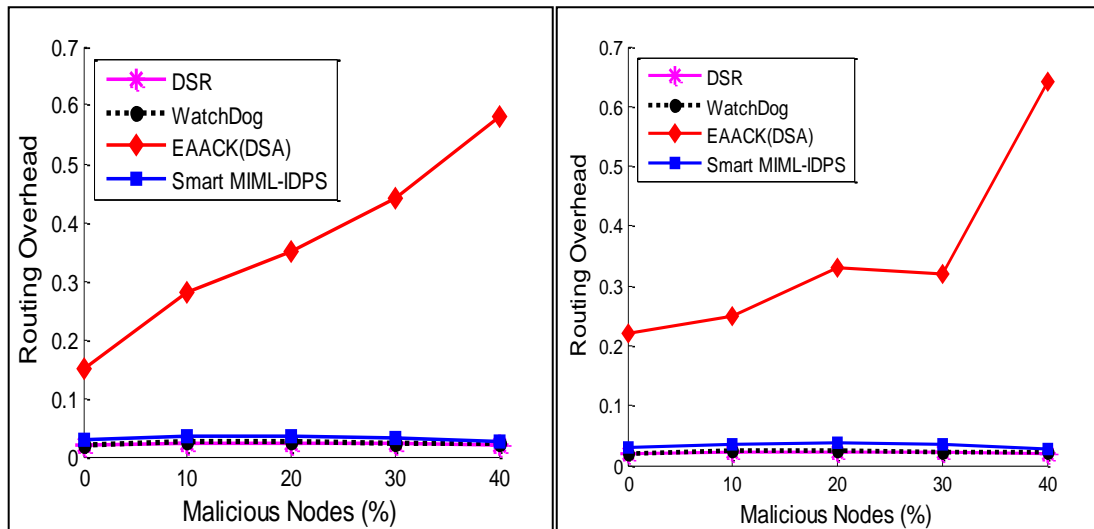 0.7
0.6
0.5
0.4
0.3
0.2
0.1
0
Routing Overhead
DSR
WatchDog
EAACK(DSA)
Smart MIML-IDPS
0 10 20 30 40
Malicious Nodes (%)
0.7
0.6
0.5
0.4
0.3
0.2
0.1
0
Routing Overhead
DSR
WatchDog
EAACK(DSA)
Smart MIML-IDPS
0 10 20 30 40
Malicious Nodes (%)